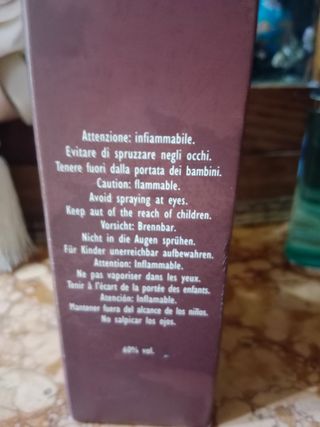 Attenzione: infiammabile.
Evitare di spruzzare negli occhi.
Tenere fuori dalla portata dei bambini.
Caution: flammable.
Avoid spraying at eyes.
Keep aut of the reach of children.
Vorsicht: Brennbar.
Nicht in die Augen sprühen.
Für Kinder unerreichbar aufbewahren.
Attention: Inflammable.
Ne pas vaporiser dans les yeux.
Tenir à l'écart de la portée des enfants.
Atención: Inflamable.
Mantener fuera del alcance de los niños.
No salpicar los ojos.
60% vol.